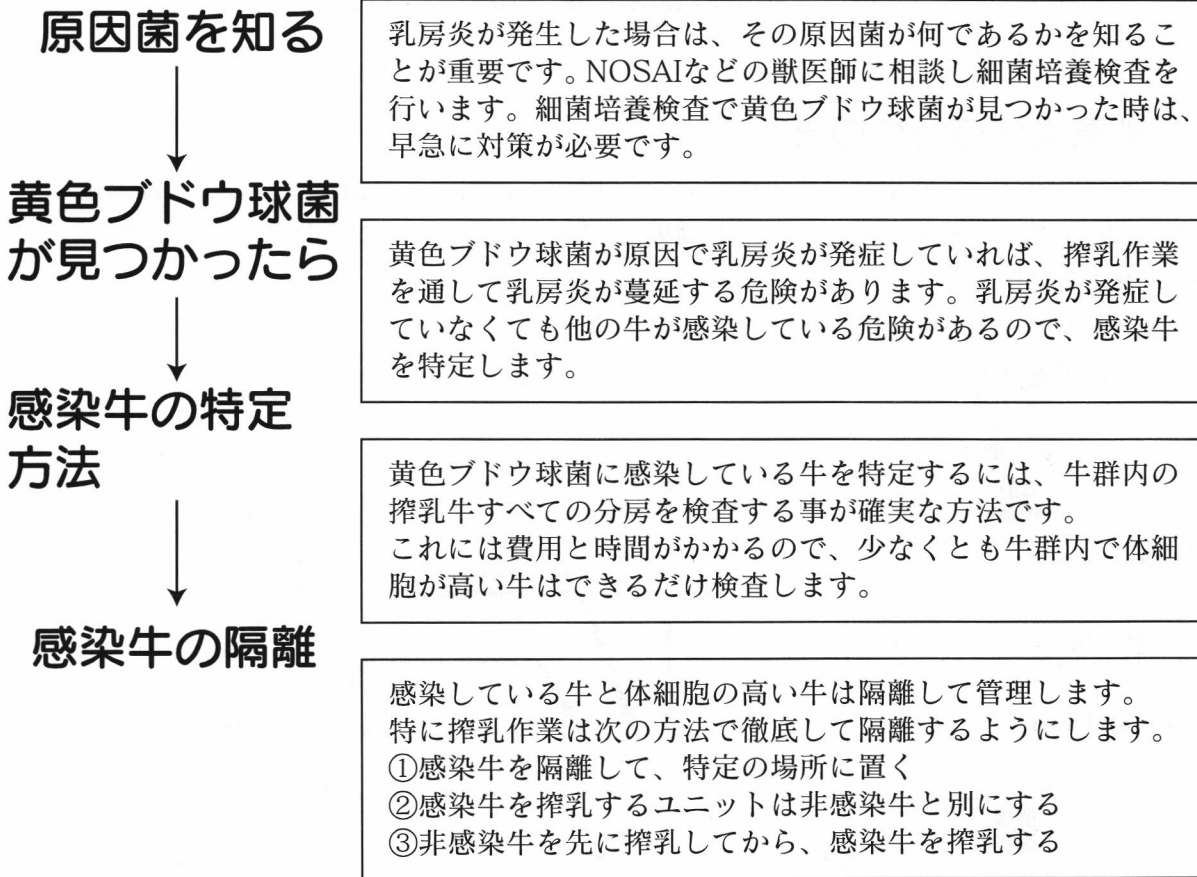 原因菌を知る
乳房炎が発生した場合は、その原因菌が何であるかを知るこ
とが重要です。NOSAIなどの獣医師に相談し細菌培養検査を
行います。細菌培養検査で黄色ブドウ球菌が見つかった時は、
早急に対策が必要です。
黄色ブドウ球菌
が見つかったら
黄色ブドウ球菌が原因で乳房炎が発症していれば、搾乳作業
を通して乳房炎が蔓延する危険があります。乳房炎が発症し
ていなくても他の牛が感染している危険があるので、感染牛
を特定します。
感染牛の特定
方法
黄色ブドウ球菌に感染している牛を特定するには、牛群内の
搾乳牛すべての分房を検査する事が確実な方法です。
これには費用と時間がかかるので、少なくとも牛群内で体細
胞が高い牛はできるだけ検査します。
感染牛の隔離
感染している牛と体細胞の高い牛は隔離して管理します。
特に搾乳作業は次の方法で徹底して隔離するようにします。
①感染牛を隔離して、特定の場所に置く
②感染牛を搾乳するユニットは非感染牛と別にする
③非感染牛を先に搾乳してから、感染牛を搾乳する